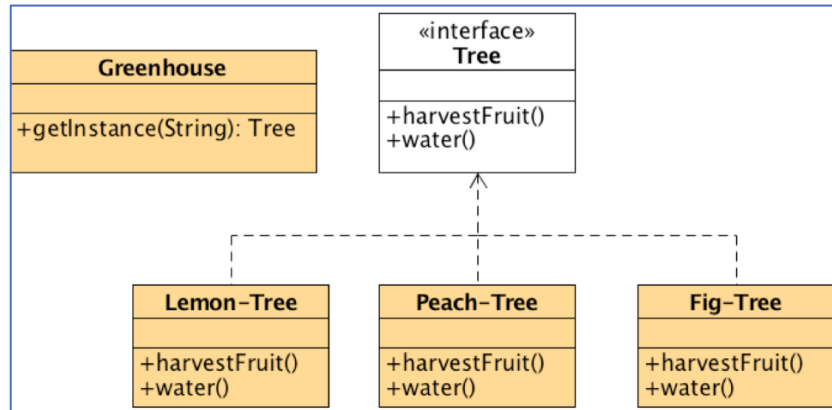 Greenhouse
+getInstance(String): Tree
«interface»
Tree
+harvestFruit()
+water()
Lemon-Tree
+harvestFruit()
+water()
Peach-Tree
+harvestFruit()
+water()
Fig-Tree
+harvestFruit()
+water()